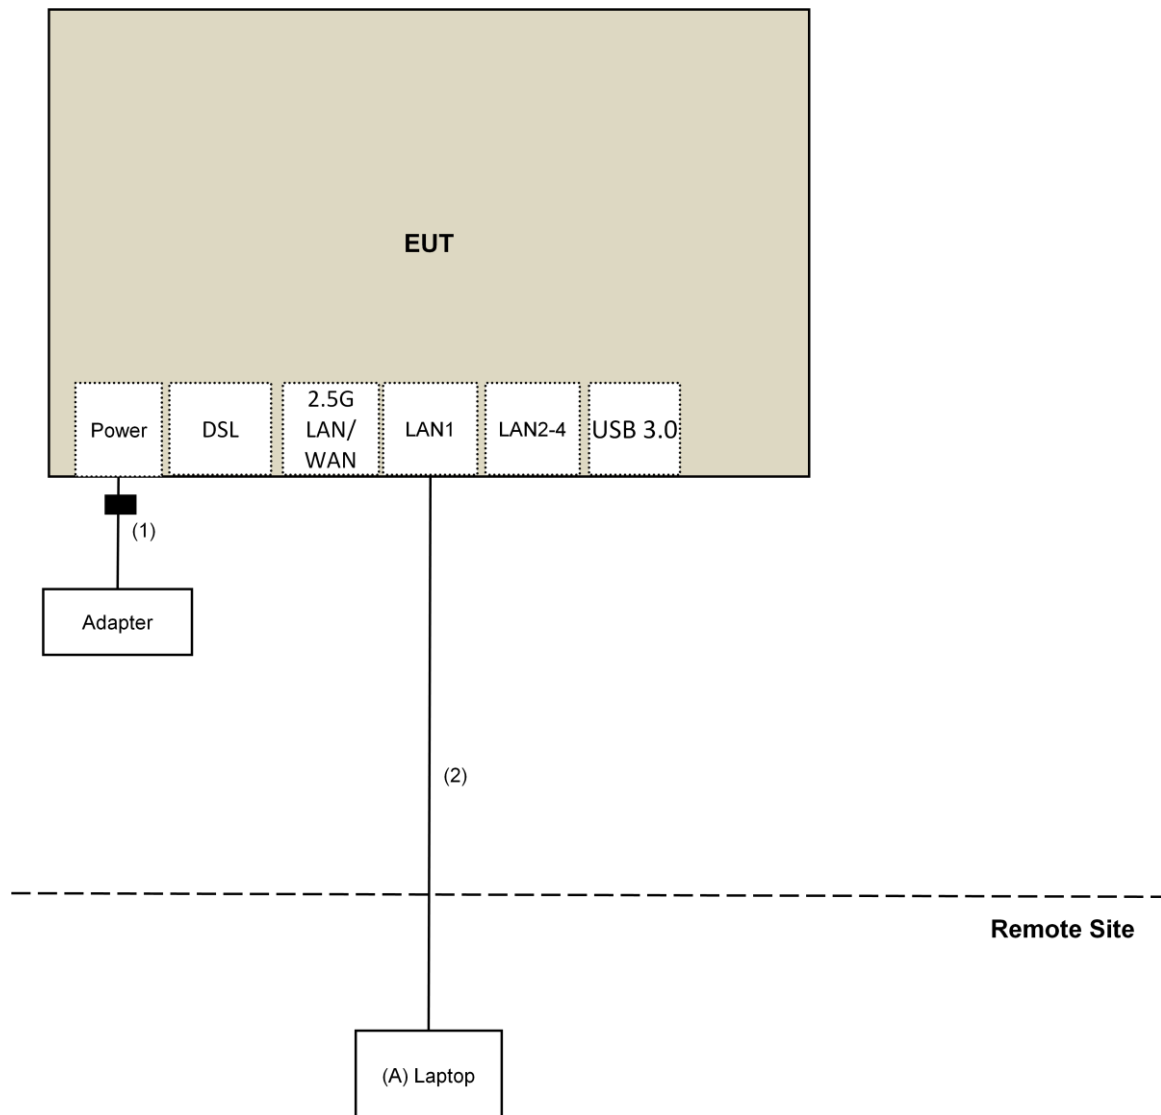 EUT
Power
DSL
2.5G
LAN/
WAN
LAN1
LAN2-4
USB 3.0
(1)
Adapter
(2)
Remote Site
(A) Laptop